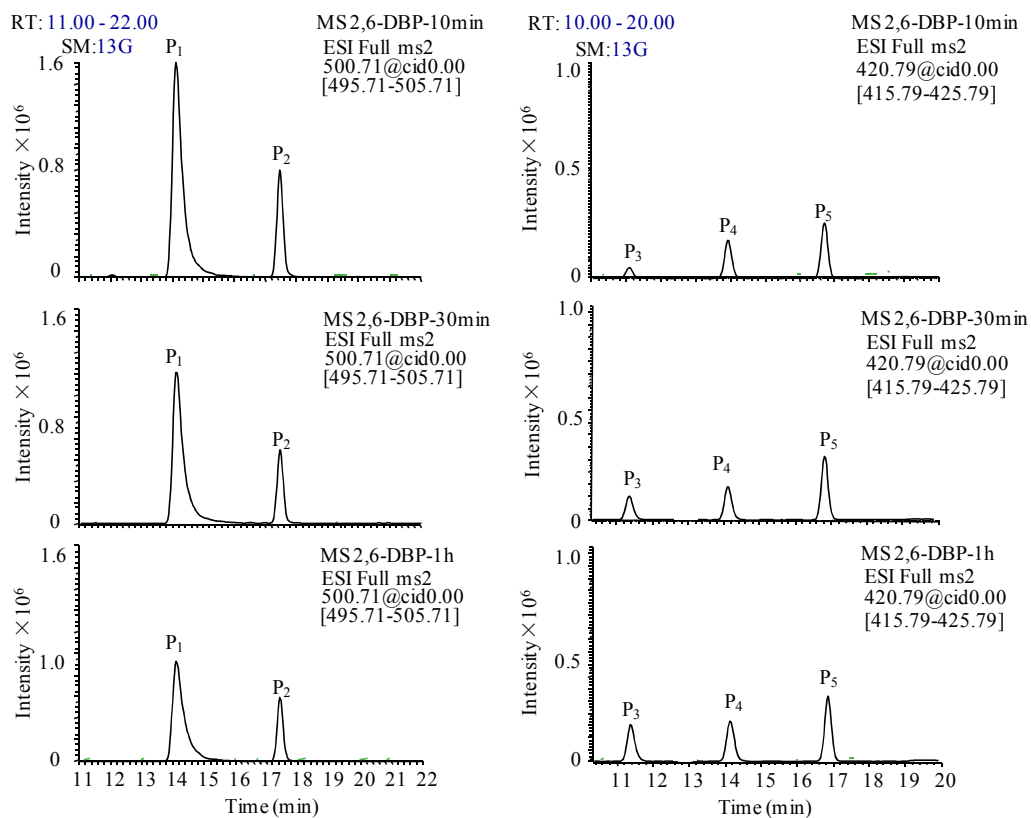 RT: 11.00 - 22.00
SM:13G
P1
P2
MS 2,6-DBP-10min
ESI Full ms2
500.71@cid0.00
[495.71-505.71]
Intensity ×10⁶
1.6
0.8
0
P1
P2
MS 2,6-DBP-30min
ESI Full ms2
500.71@cid0.00
[495.71-505.71]
Intensity ×10⁶
1.6
0.8
0
P1
P2
MS 2,6-DBP-1h
ESI Full ms2
500.71@cid0.00
[495.71-505.71]
Intensity ×10⁶
1.6
1.0
0
11 12 13 14 15 16 17 18 19 20 21 22
Time (min)
RT: 10.00 - 20.00
SM:13G
MS 2,6-DBP-10min
ESI Full ms2
420.79@cid0.00
[415.79-425.79]
Intensity ×10⁶
1.0
0.5
0
P3
P4
P5
MS 2,6-DBP-30min
ESI Full ms2
420.79@cid0.00
[415.79-425.79]
Intensity ×10⁶
1.0
0.5
0
P3
P4
P5
MS 2,6-DBP-1h
ESI Full ms2
420.79@cid0.00
[415.79-425.79]
Intensity ×10⁶
1.0
0.5
0
P3
P4
P5
11 12 13 14 15 16 17 18 19 20
Time (min)